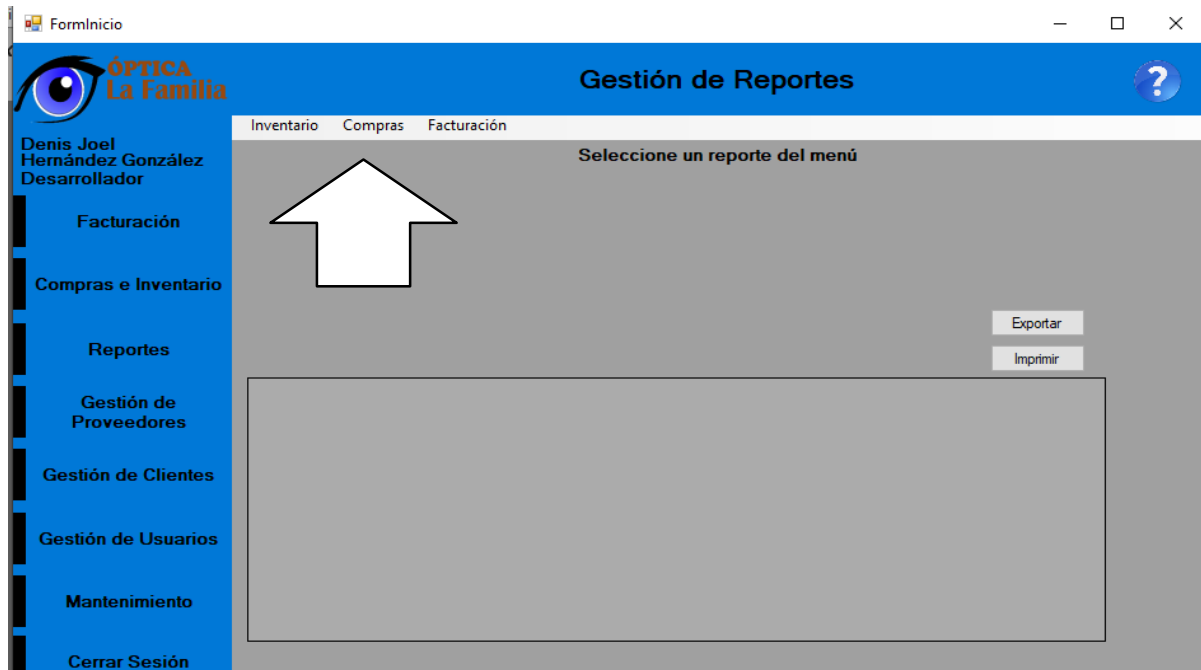 FormInicio
ÓPTICA
La Familia
Gestión de Reportes
?
Inventario Compras Facturación
Denis Joel
Hernández González
Desarrollador
Seleccione un reporte del menú
Facturación
Compras e Inventario
Reportes
Gestión de
Proveedores
Gestión de Clientes
Gestión de Usuarios
Mantenimiento
Cerrar Sesión
Exportar
Imprimir